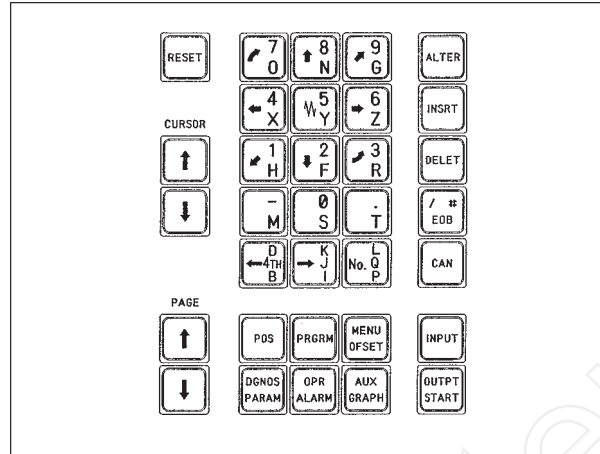 RESET
7
O
8
N
9
G
ALTER
4
X
5
Y
6
Z
INSRT
CURSOR
1
H
2
F
3
R
DELET
-
M
0
S
.
T
/ #
EOB
D
4TH
B
K
J
I
No.
L
Q
P
CAN
PAGE
POS
PRGRM
MENU
OFSET
INPUT
DGNOS
PARAM
OPR
ALARM
AUX
GRAPH
OUTPT
START